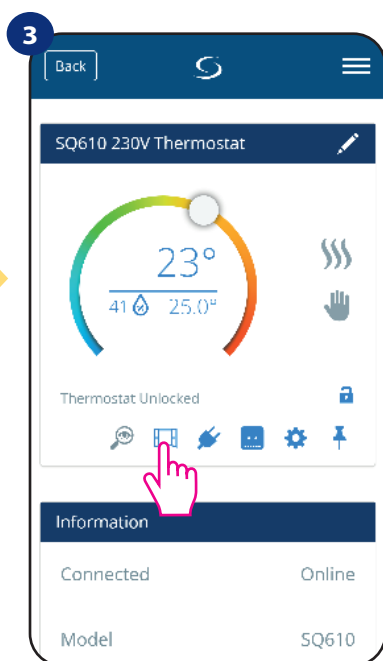 3
Back
SQ610 230V Thermostat
23°
41 25.0°
Thermostat Unlocked
Information
Connected Online
Model SQ610